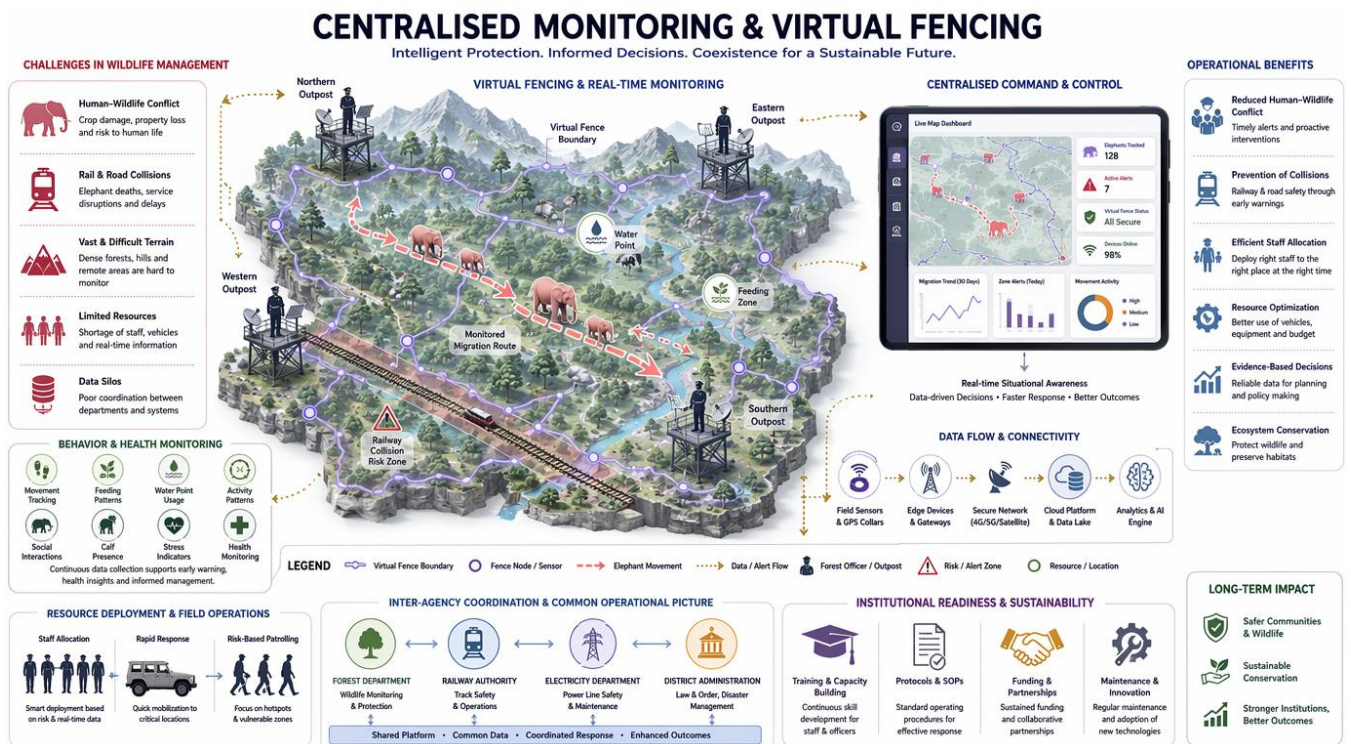 CENTRALISED MONITORING & VIRTUAL FENCING
Intelligent Protection. Informed Decisions. Coexistence for a Sustainable Future.
CHALLENGES IN WILDLIFE MANAGEMENT
Human-Wildlife Conflict
Crop damage, property loss
and risk to human life
Rail & Road Collisions
Elephant deaths, service
disruptions and delays
Vast & Difficult Terrain
Dense forests, hills and
remote areas are hard to
monitor
Limited Resources
Shortage of staff, vehicles
and real-time information
Data Silos
Poor coordination between
departments and systems
VIRTUAL FENCING & REAL-TIME MONITORING
Northern
Outpost
Virtual Fence
Boundary
Eastern
Outpost
Water
Point
Western
Outpost
Feeding
Zone
Monitored
Migration Route
Southern
Outpost
Railway
Collision
Risk Zone
CENTRALISED COMMAND & CONTROL
Live Map Dashboard
Elephants Tracked
128
Active Alerts
7
Virtual Fence Status
All Secure
Devices Online
98%
Migration Trend (30 Days)
Zone Alerts (Today)
Movement Activity
High
Medium
Low
Real-time Situational Awareness
Data-driven Decisions • Faster Response • Better Outcomes
DATA FLOW & CONNECTIVITY
Field Sensors
& GPS Collars
Edge Devices
& Gateways
Secure Network
(4G/5G/Satellite)
Cloud Platform
& Data Lake
Analytics & AI
Engine
OPERATIONAL BENEFITS
Reduced Human-Wildlife
Conflict
Timely alerts and proactive
interventions
Prevention of Collisions
Railway & road safety through
early warnings
Efficient Staff Allocation
Deploy right staff to the
right place at the right time
Resource Optimization
Better use of vehicles,
equipment and budget
Evidence-Based Decisions
Reliable data for planning
and policy making
Ecosystem Conservation
Protect wildlife and
preserve habitats
BEHAVIOR & HEALTH MONITORING
Movement
Tracking
Feeding
Patterns
Water Point
Usage
Activity
Patterns
Social
Interactions
Calf
Presence
Stress
Indicators
Health
Monitoring
Continuous data collection supports early warning,
health insights and informed management.
LEGEND
Virtual Fence Boundary
Fence Node / Sensor
Elephant Movement
Data / Alert Flow
Forest Officer / Outpost
Risk / Alert Zone
Resource / Location
RESOURCE DEPLOYMENT & FIELD OPERATIONS
Staff Allocation
Smart deployment based
on risk & real-time data
Rapid Response
Quick mobilization to
critical locations
Risk-Based Patrolling
Focus on hotspots
& vulnerable zones
INTER-AGENCY COORDINATION & COMMON OPERATIONAL PICTURE
FOREST DEPARTMENT
Wildlife Monitoring
& Protection
RAILWAY AUTHORITY
Track Safety
& Operations
ELECTRICITY DEPARTMENT
Power Line Safety
& Maintenance
DISTRICT ADMINISTRATION
Law & Order, Disaster
Management
Shared Platform • Common Data • Coordinated Response • Enhanced Outcomes
INSTITUTIONAL READINESS & SUSTAINABILITY
Training & Capacity
Building
Continuous skill
development for
staff & officers
Protocols & SOPs
Standard operating
procedures for
effective response
Funding &
Partnerships
Sustained funding
and collaborative
partnerships
Maintenance &
Innovation
Regular maintenance
and adoption of
new technologies
LONG-TERM IMPACT
Safer Communities
& Wildlife
Sustainable
Conservation
Stronger Institutions,
Better Outcomes